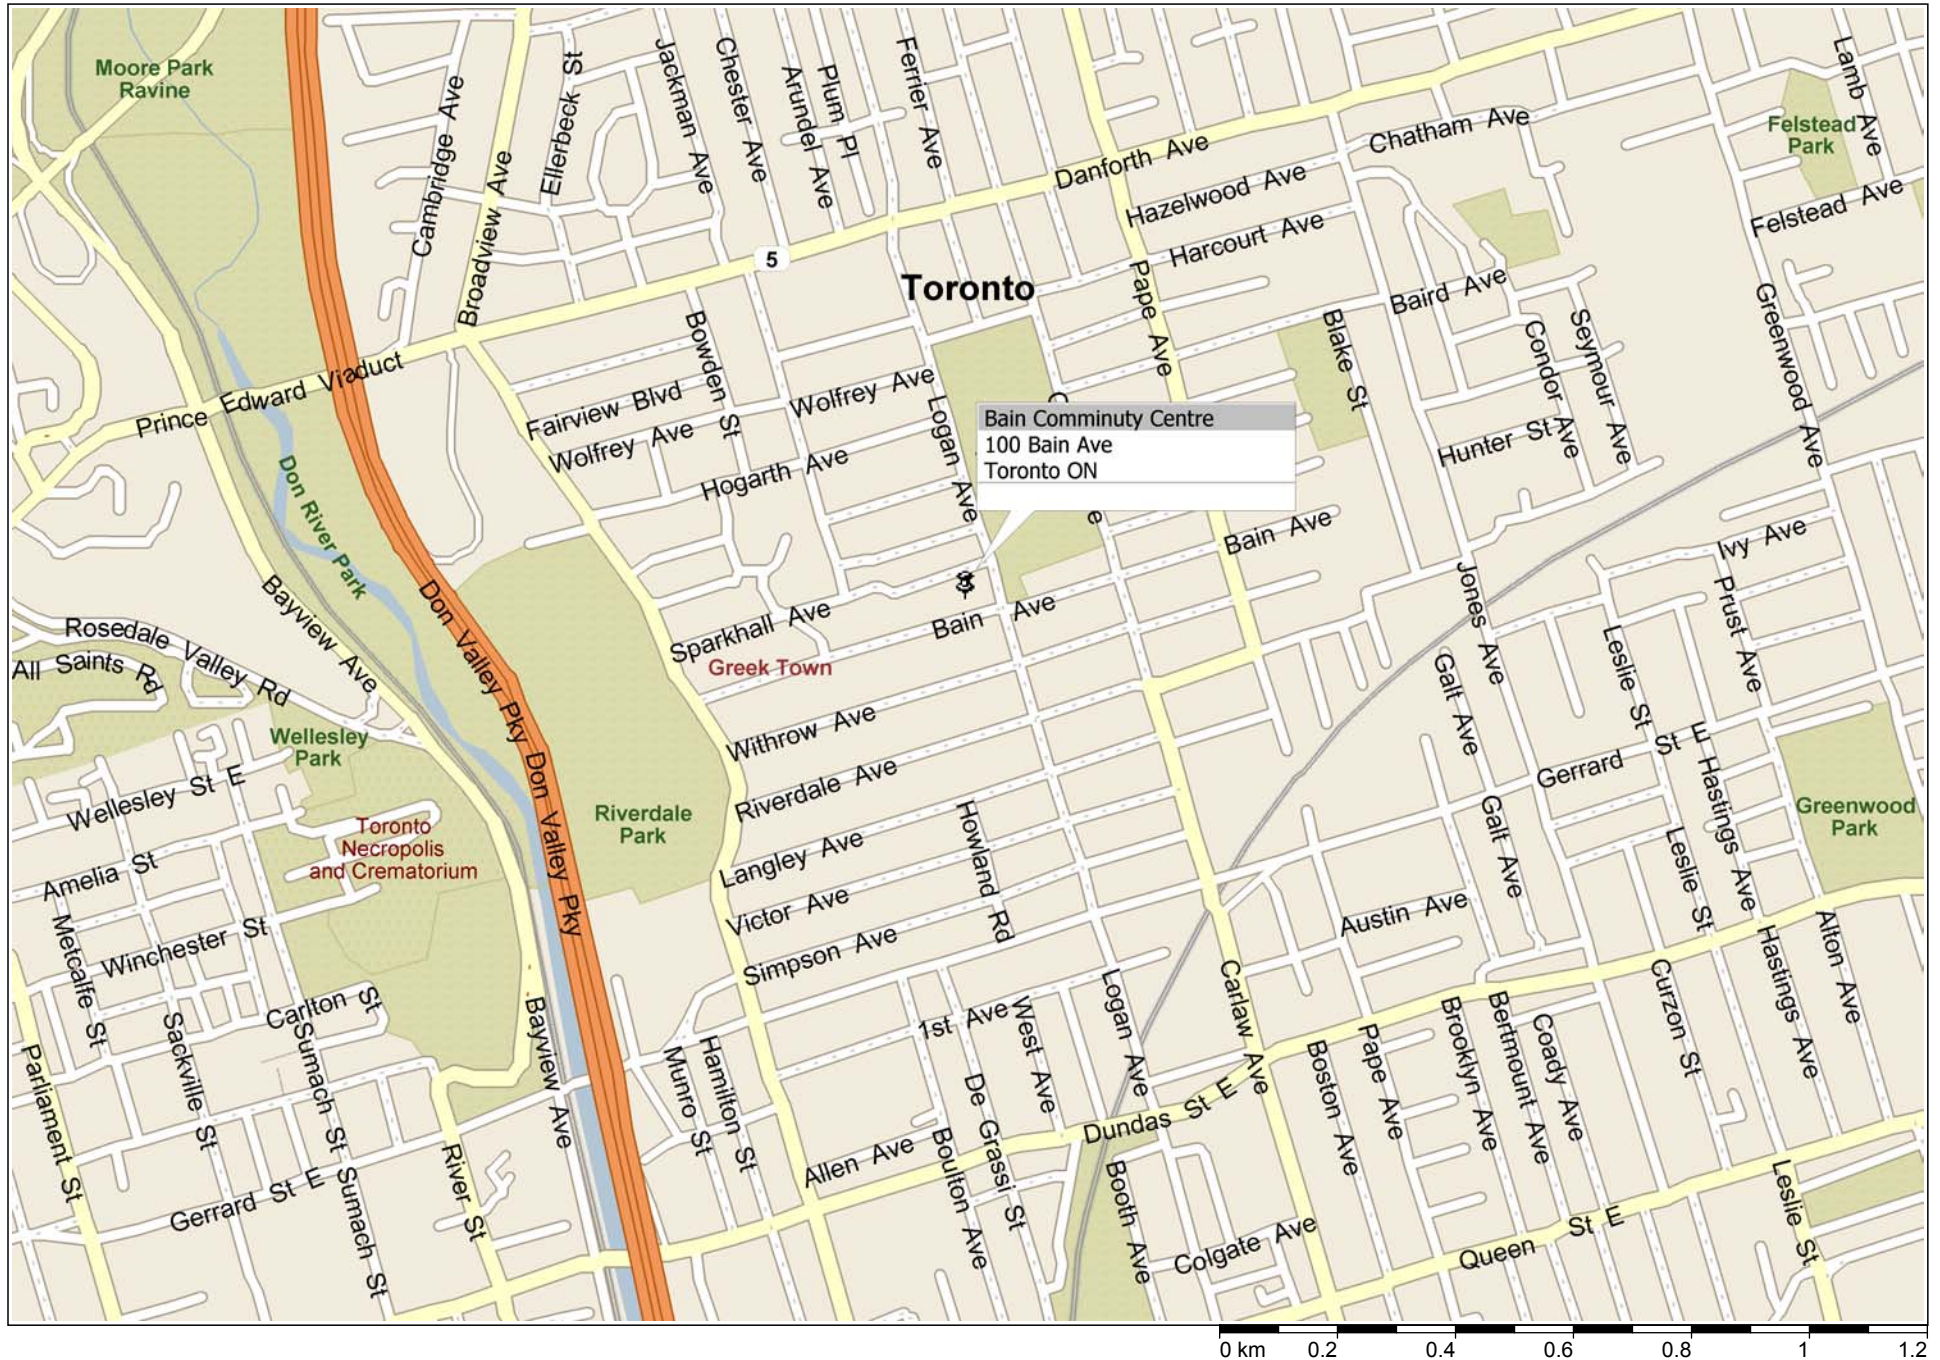 Moore Park
Ravine
Cambridge Ave
Broadview Ave
Ellerbeck St
Jackman Ave
Chester Ave
Arundel Ave
Plum Pl
Ferrier Ave
Danforth Ave
Chatham Ave
Lamb Ave
Felstead
Park
Felstead Ave
Hazelwood Ave
Harcourt Ave
5
Toronto
Pape Ave
Baird Ave
Blake St
Condor Ave
Seymour Ave
Greenwood Ave
Prince Edward Viaduct
Bowden St
Fairview Blvd
Wolfrey Ave
Wolfrey Ave
Hogarth Ave
Logan Ave
Bain Comminuty Centre
100 Bain Ave
Toronto ON
Hunter St
Don River Park
Bain Ave
Ivy Ave
Bayview Ave
Don Valley Pky
Don Valley Pky
Sparkhall Ave
Bain Ave
Greek Town
Jones Ave
Prust Ave
Rosedale Valley Rd
All Saints Rd
Wellesley
Park
Wellesley St E
Withrow Ave
Riverdale Ave
Galt Ave
Leslie St
Gerrard St E
Hastings Ave
Greenwood
Park
Riverdale
Park
Toronto
Necropolis
and Crematorium
Amelia St
Langley Ave
Howland Rd
Galt Ave
Leslie St
Victor Ave
Austin Ave
Metcalfe St
Winchester St
Simpson Ave
Hastings Ave
Alton Ave
Carlton St
Bayview Ave
1st Ave
West Ave
Logan Ave
Carlaw Ave
Curzon St
Sackville St
Sumach St
Parliament St
Munro St
Hamilton St
De Grassi St
Boston Ave
Pape Ave
Brooklyn Ave
Bertmount Ave
Coady Ave
Dundas St E
Allen Ave
Boulton Ave
River St
Gerrard St E
Sumach St
Booth Ave
Colgate Ave
Queen St E
Leslie St
0 km 0.2 0.4 0.6 0.8 1 1.2